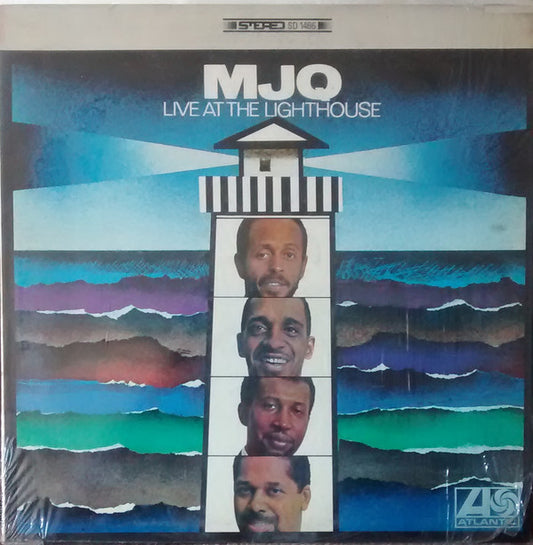 STEREO SD 1486
MJQ
LIVE AT THE LIGHTHOUSE
ATLANTIC